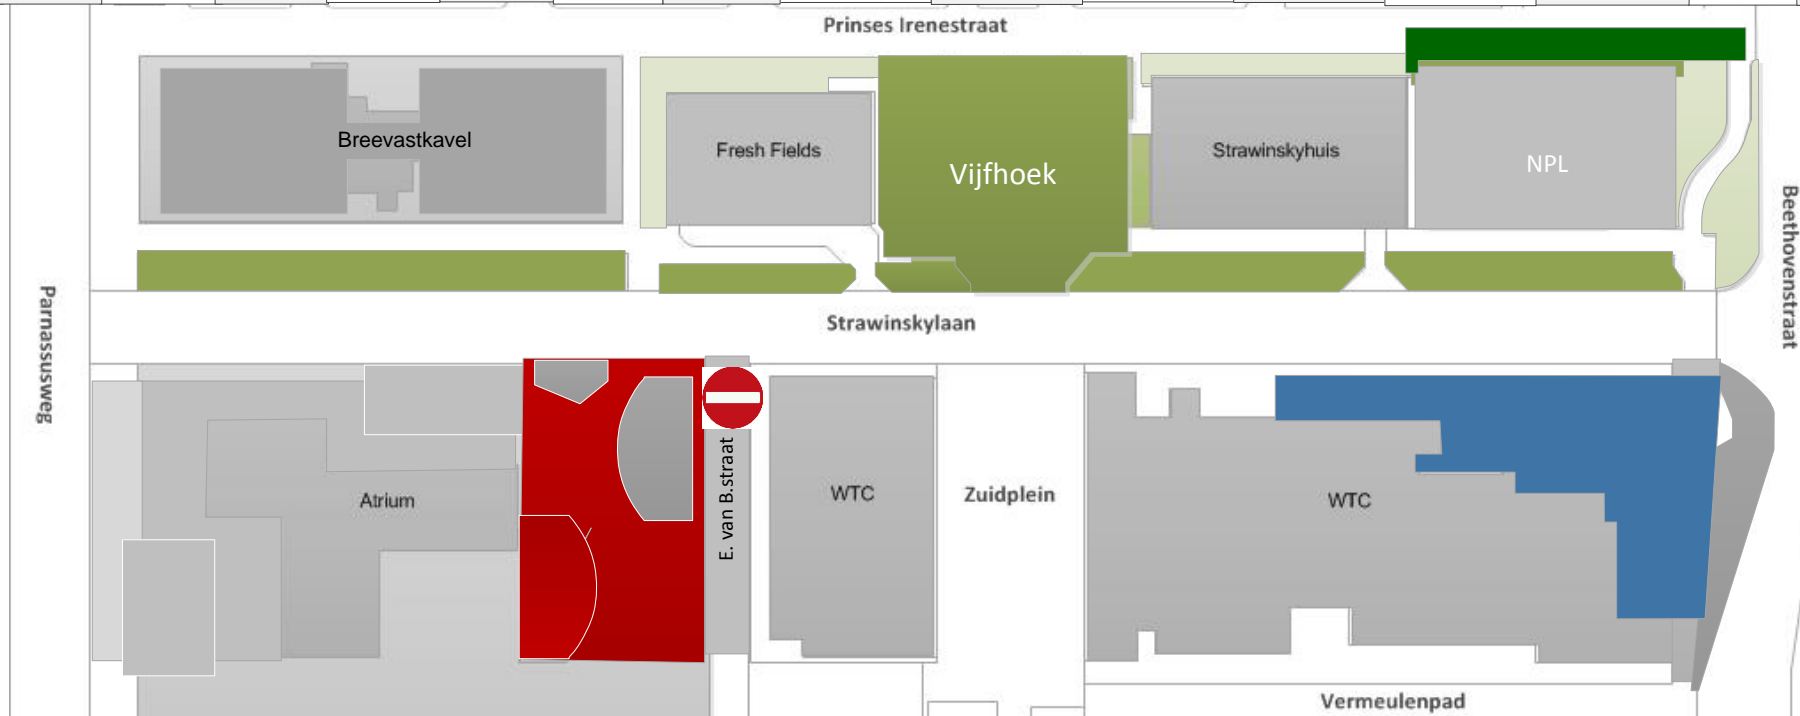 Prinses Irenestraat
Breevastkavel
Fresh Fields
Vijfhoek
Strawinskyhuis
NPL
Beethovenstraat
Parnassusweg
Strawinskylaan
Atrium
E. van B.straat
WTC
Zuidplein
WTC
Vermeulenpad